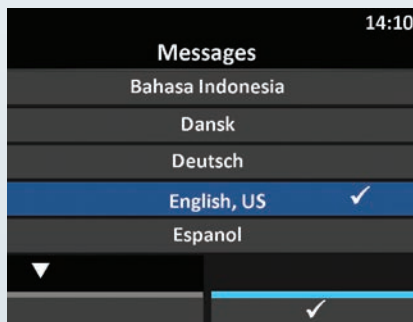 14:10
Messages
Bahasa Indonesia
Dansk
Deutsch
English, US
Espanol